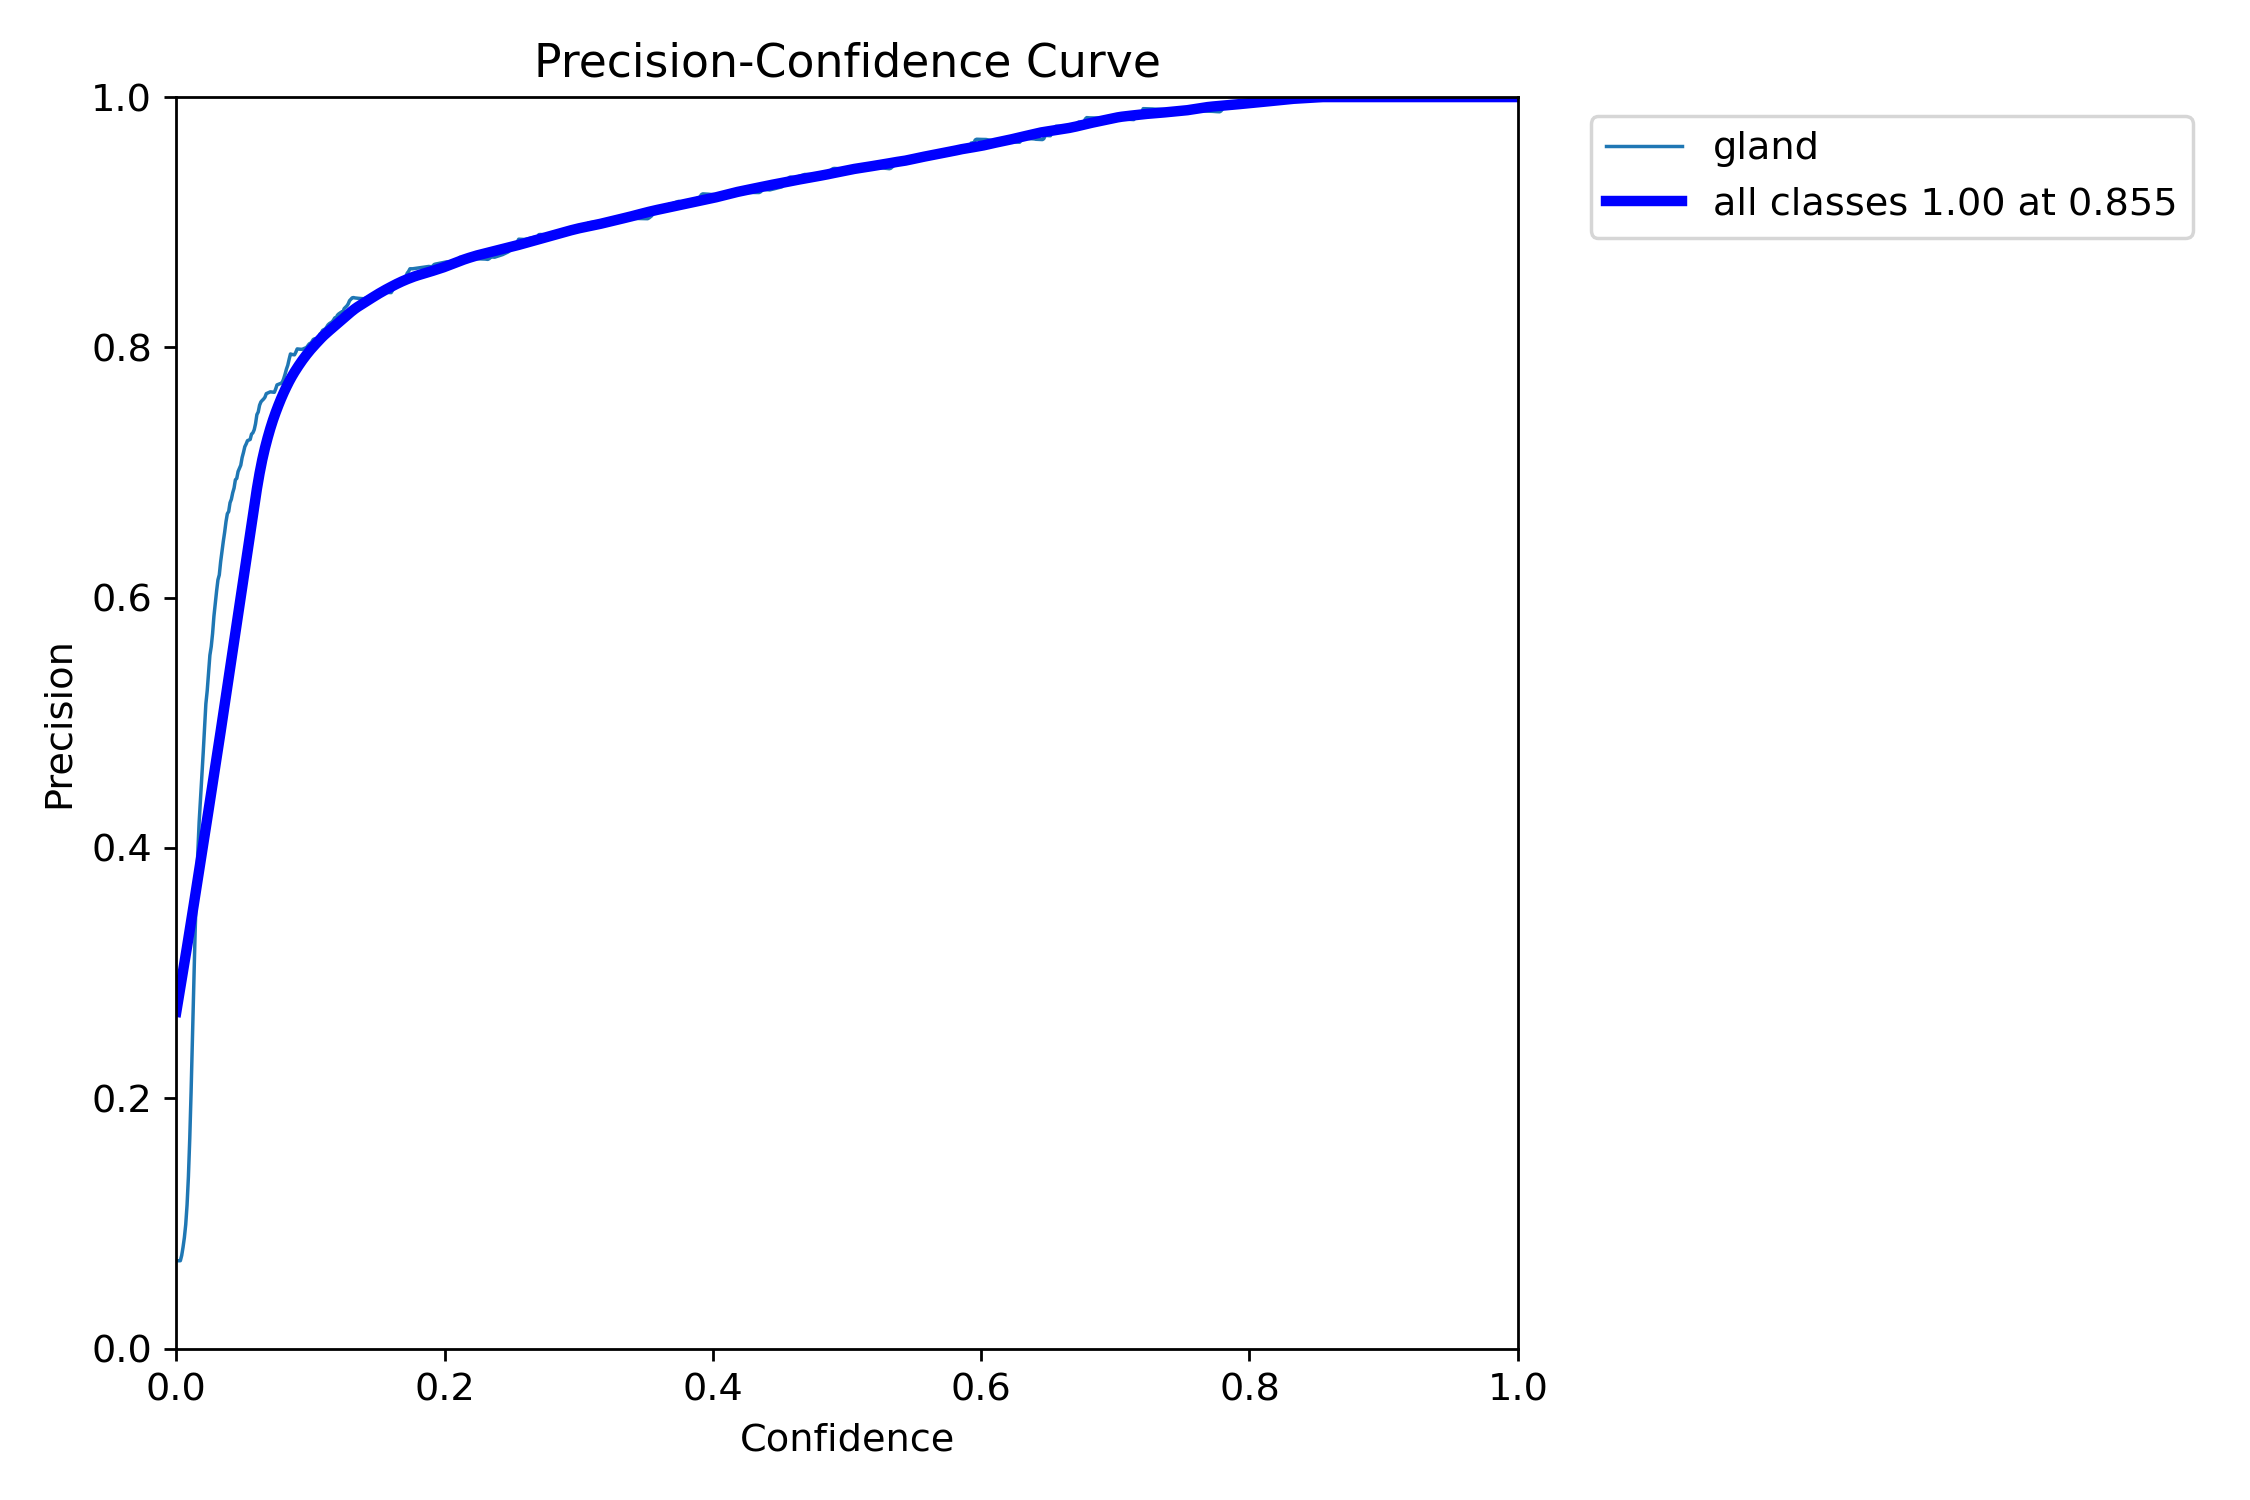 Precision-Confidence Curve
1.0
0.8
0.6
0.4
0.2
0.0
Precision
0.0 0.2 0.4 0.6 0.8 1.0
Confidence
gland
all classes 1.00 at 0.855